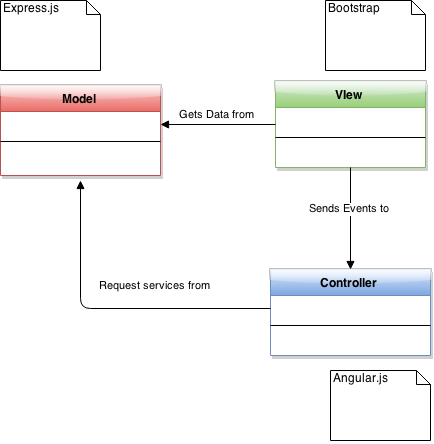 Express.js
Bootstrap
Model
VIew
Gets Data from
Sends Events to
Controller
Request services from
Angular.js